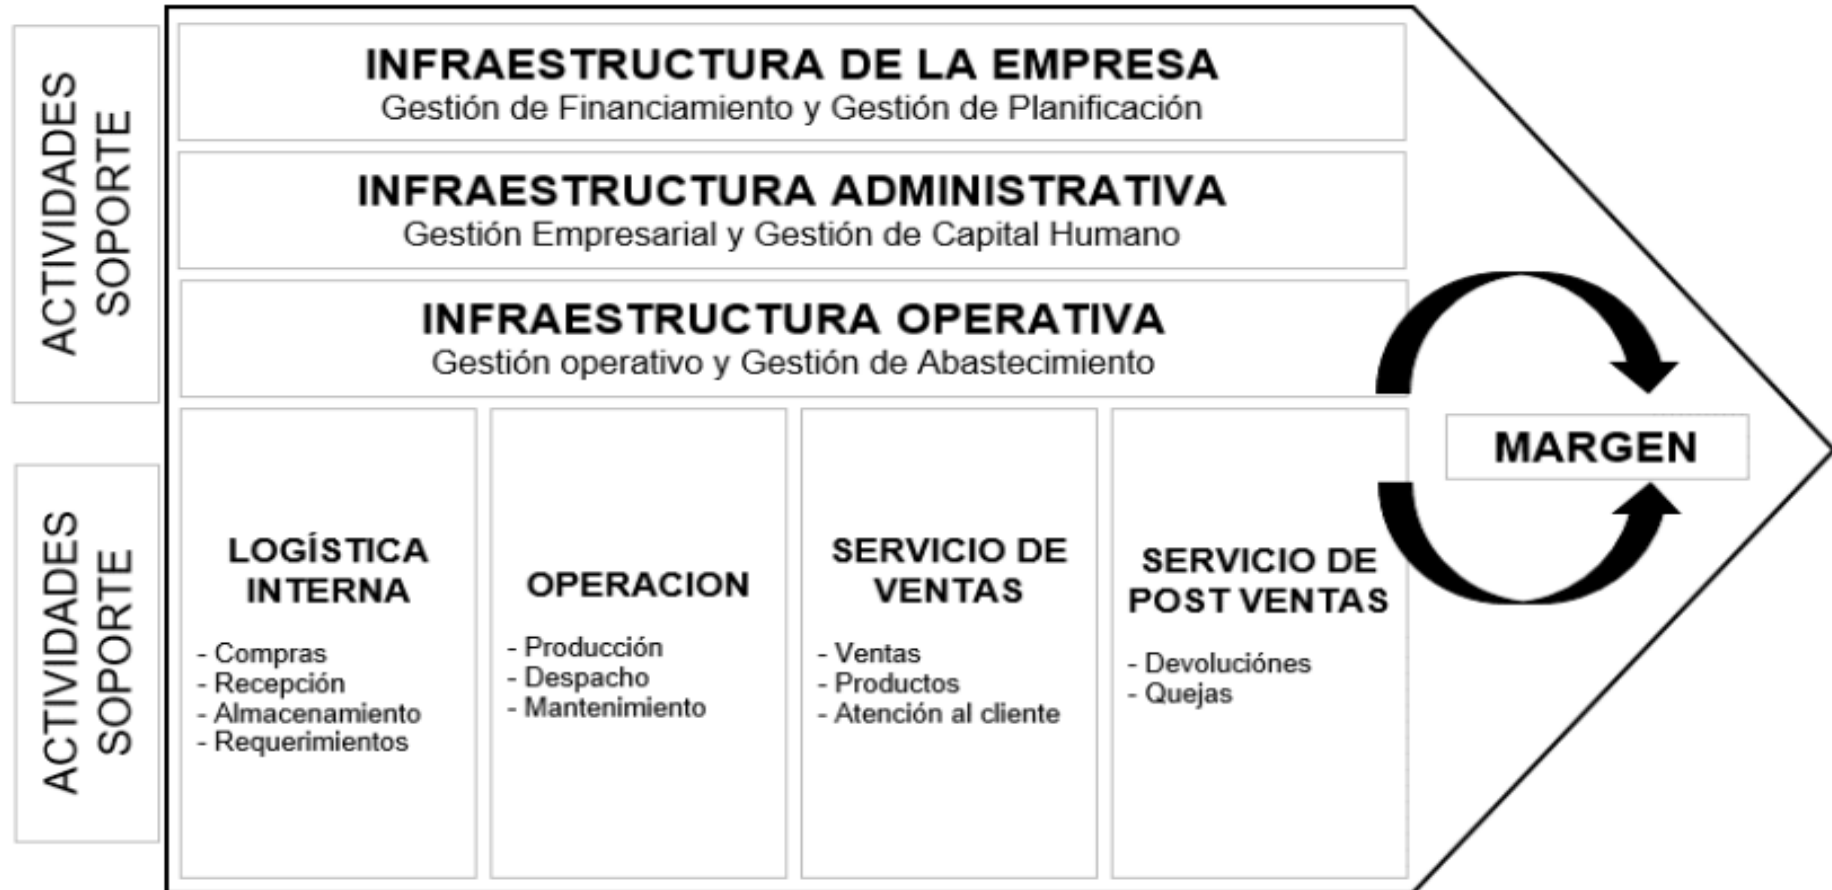 ACTIVIDADES
SOPORTE
INFRAESTRUCTURA DE LA EMPRESA
Gestión de Financiamiento y Gestión de Planificación
INFRAESTRUCTURA ADMINISTRATIVA
Gestión Empresarial y Gestión de Capital Humano
INFRAESTRUCTURA OPERATIVA
Gestión operativo y Gestión de Abastecimiento
ACTIVIDADES
SOPORTE
LOGÍSTICA
INTERNA
- Compras
- Recepción
- Almacenamiento
- Requerimientos
OPERACION
- Producción
- Despacho
- Mantenimiento
SERVICIO DE
VENTAS
- Ventas
- Productos
- Atención al cliente
SERVICIO DE
POST VENTAS
- Devoluciónes
- Quejas
MARGEN